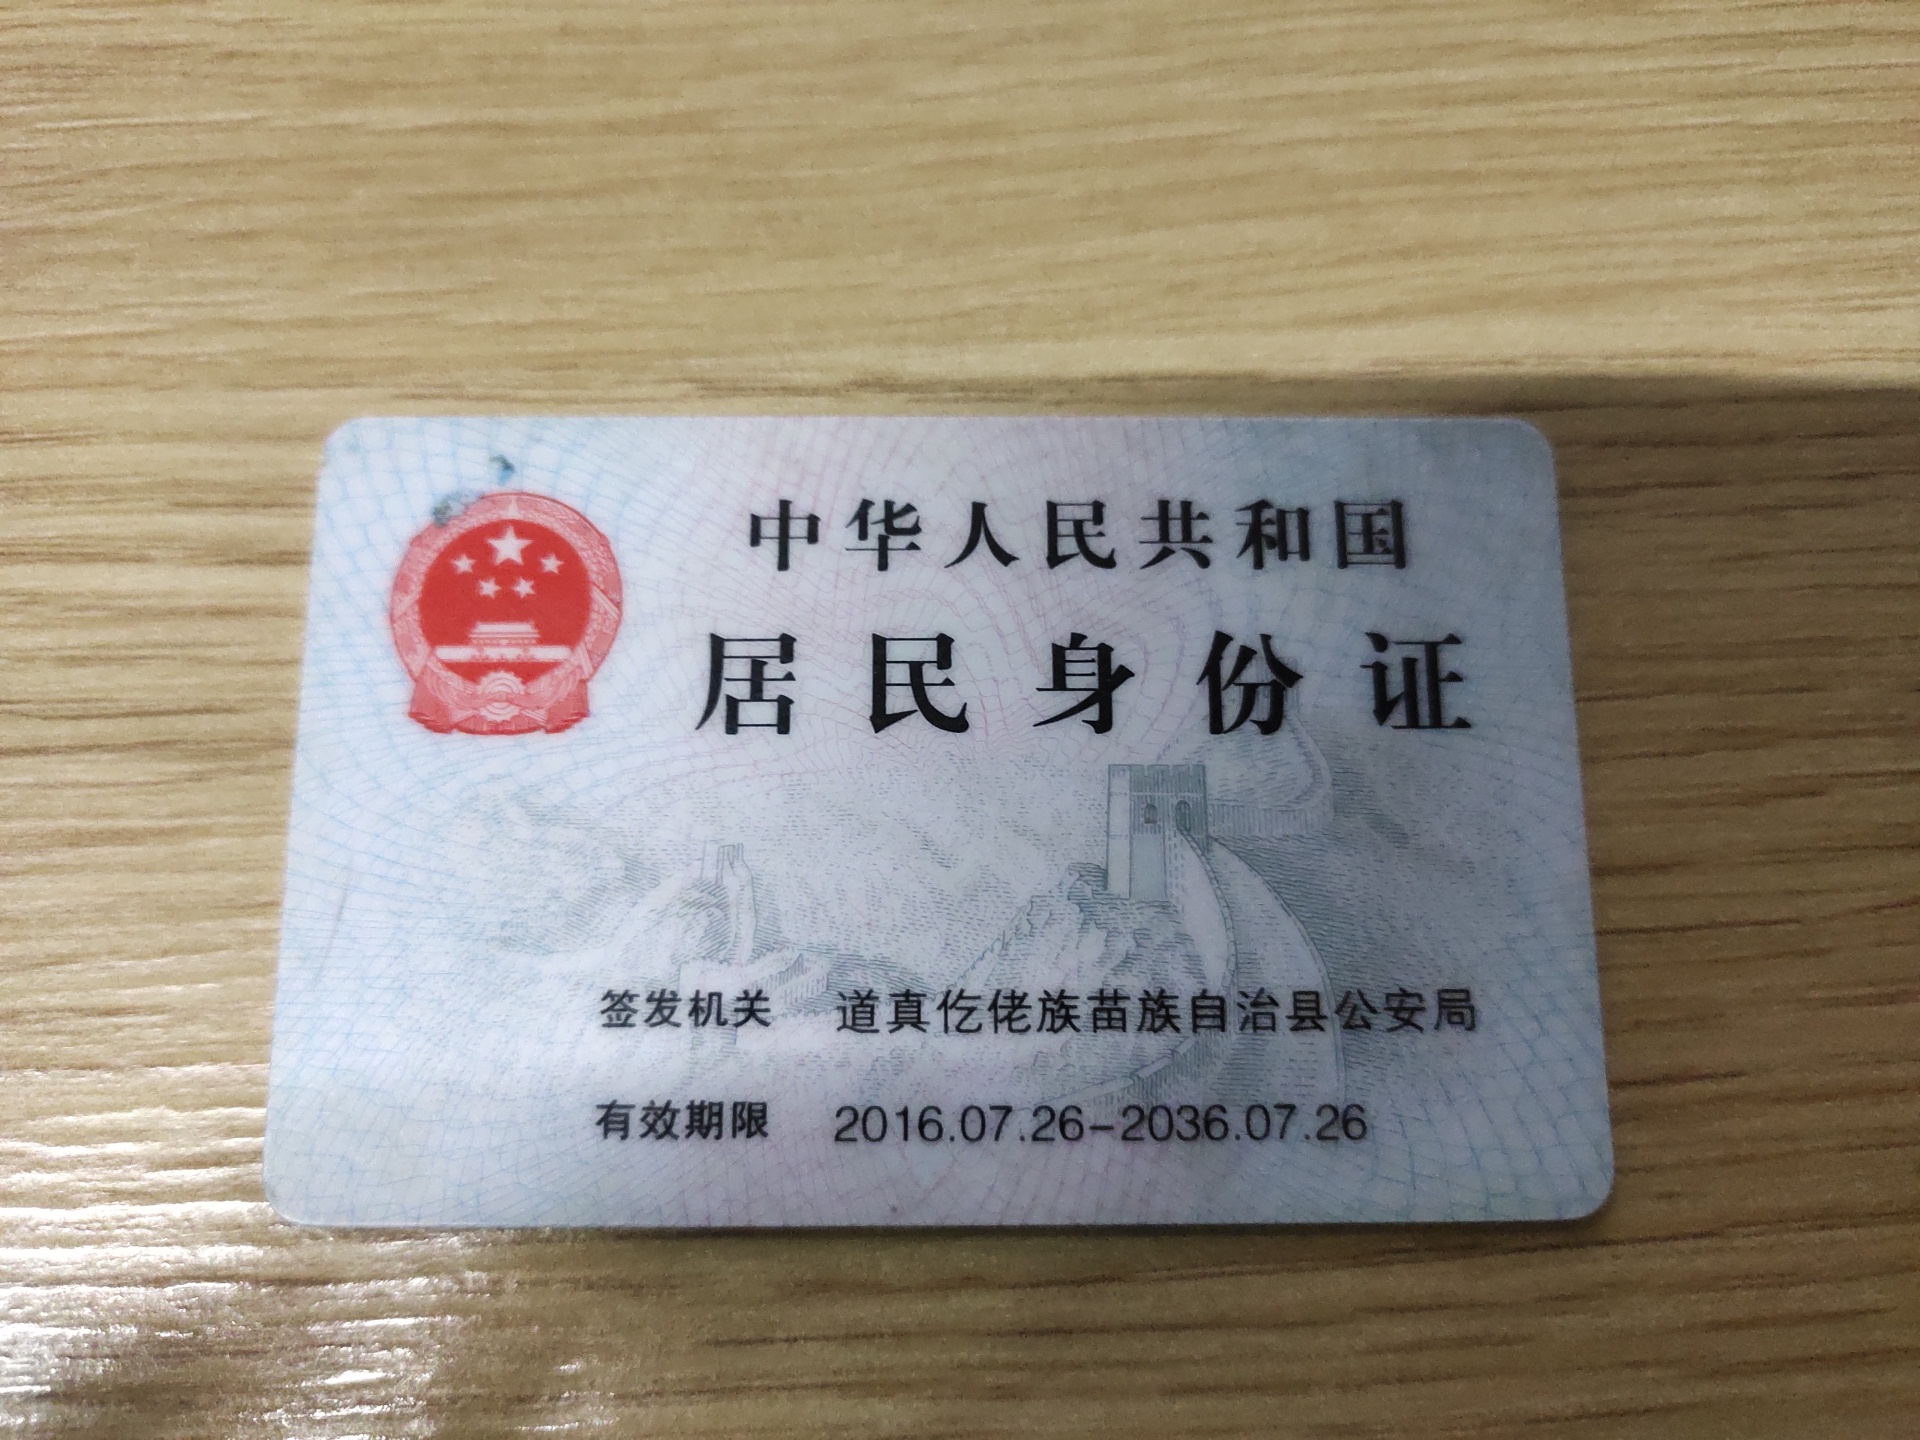 中华人民共和国
居民身份证
签发机关 道真仡佬族苗族自治县公安局
有效期限 2016.07.26-2036.07.26